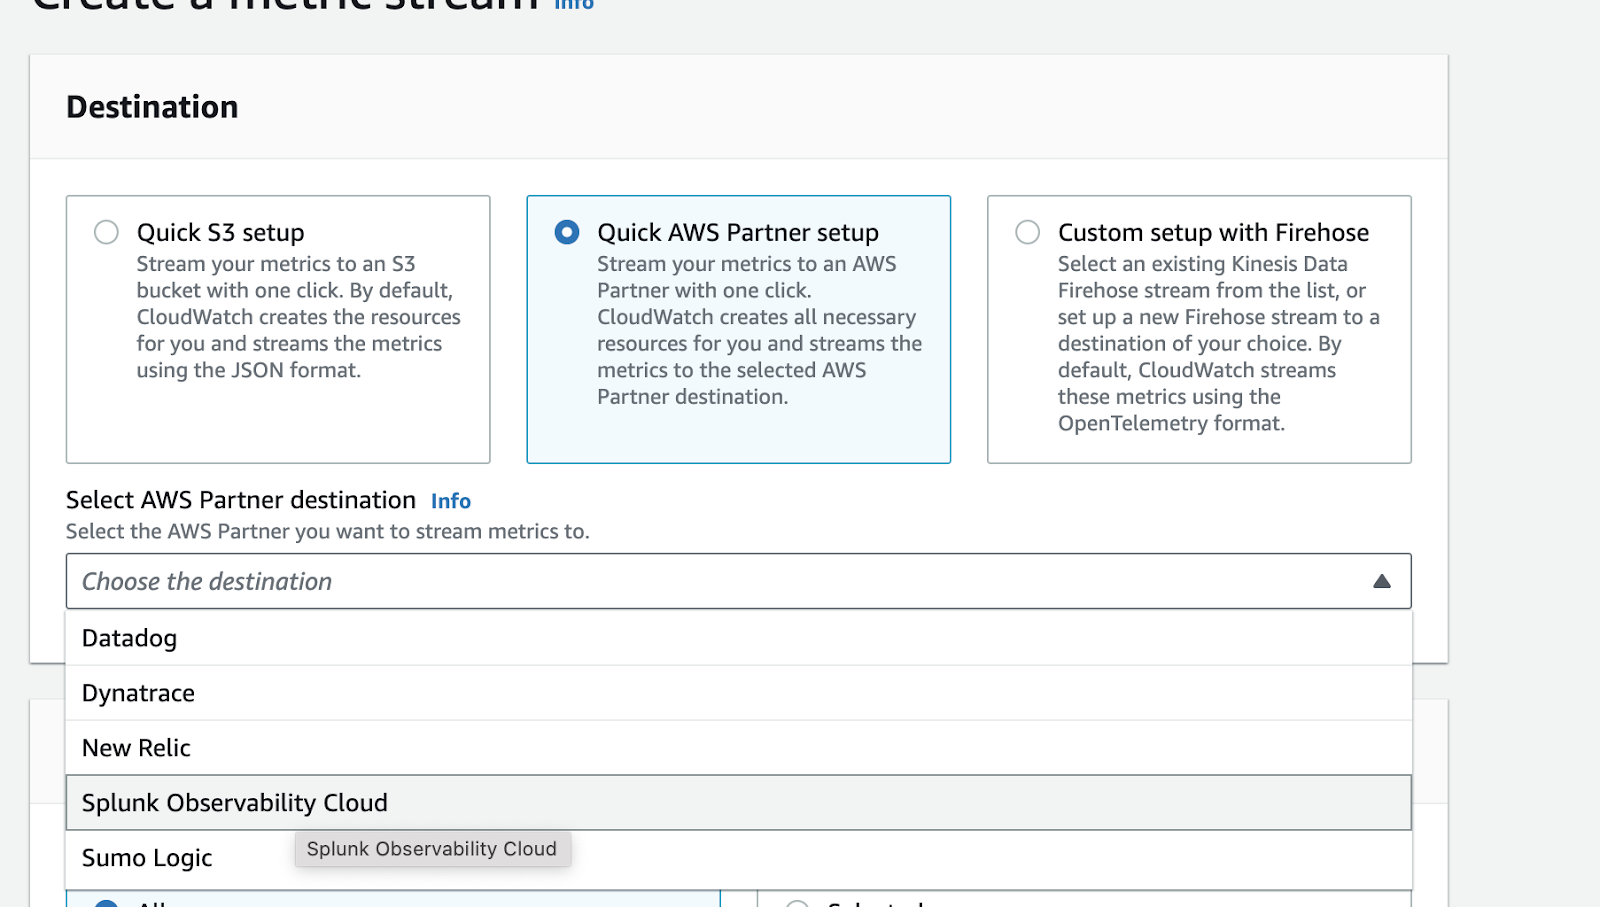 Create a metric stream Info
Destination
Quick S3 setup
Stream your metrics to an S3
bucket with one click. By default,
CloudWatch creates the resources
for you and streams the metrics
using the JSON format.
Quick AWS Partner setup
Stream your metrics to an AWS
Partner with one click.
CloudWatch creates all necessary
resources for you and streams the
metrics to the selected AWS
Partner destination.
Custom setup with Firehose
Select an existing Kinesis Data
Firehose stream from the list, or
set up a new Firehose stream to a
destination of your choice. By
default, CloudWatch streams
these metrics using the
OpenTelemetry format.
Select AWS Partner destination Info
Select the AWS Partner you want to stream metrics to.
Choose the destination
Datadog
Dynatrace
New Relic
Splunk Observability Cloud
Splunk Observability Cloud
Sumo Logic